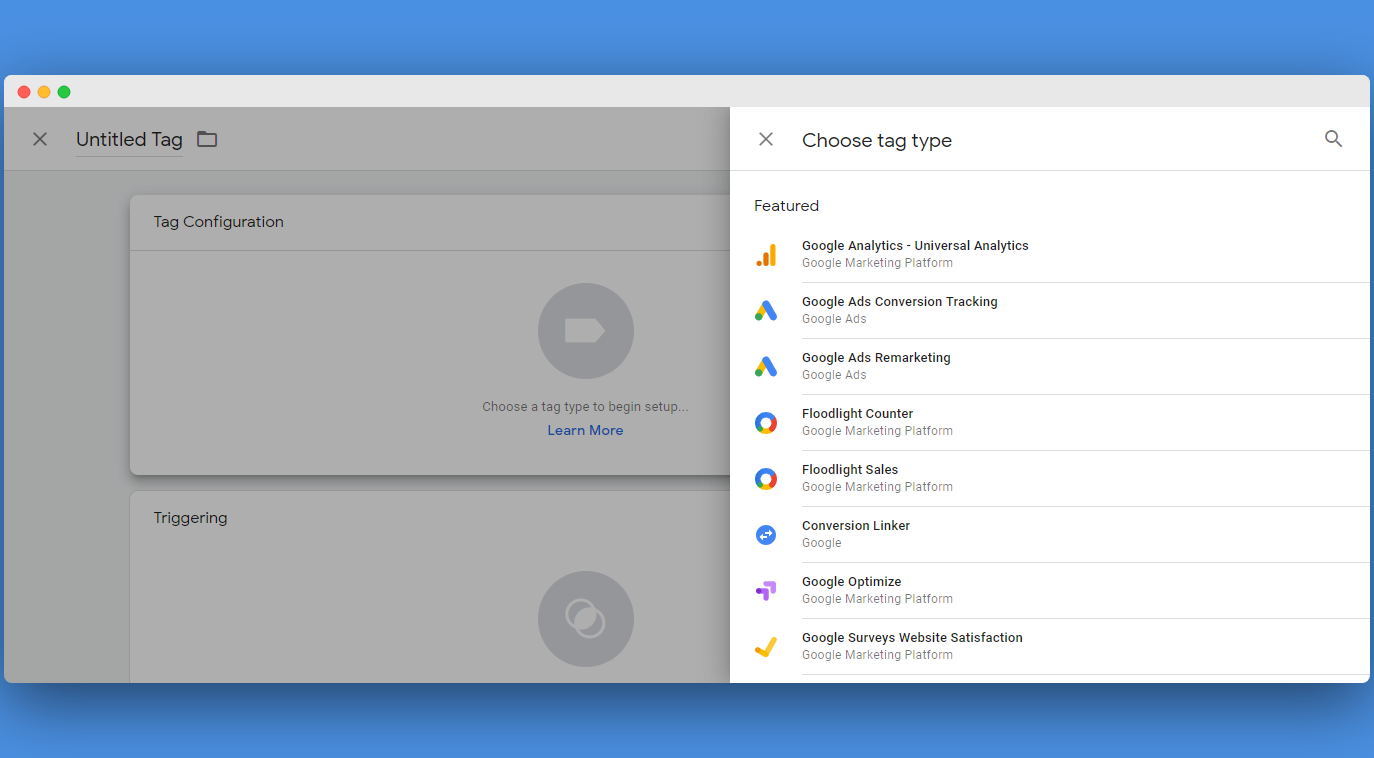 Untitled Tag
Tag Configuration
Choose a tag type to begin setup...
Learn More
Triggering
Choose tag type
Featured
Google Analytics - Universal Analytics
Google Marketing Platform
Google Ads Conversion Tracking
Google Ads
Google Ads Remarketing
Google Ads
Floodlight Counter
Google Marketing Platform
Floodlight Sales
Google Marketing Platform
Conversion Linker
Google
Google Optimize
Google Marketing Platform
Google Surveys Website Satisfaction
Google Marketing Platform